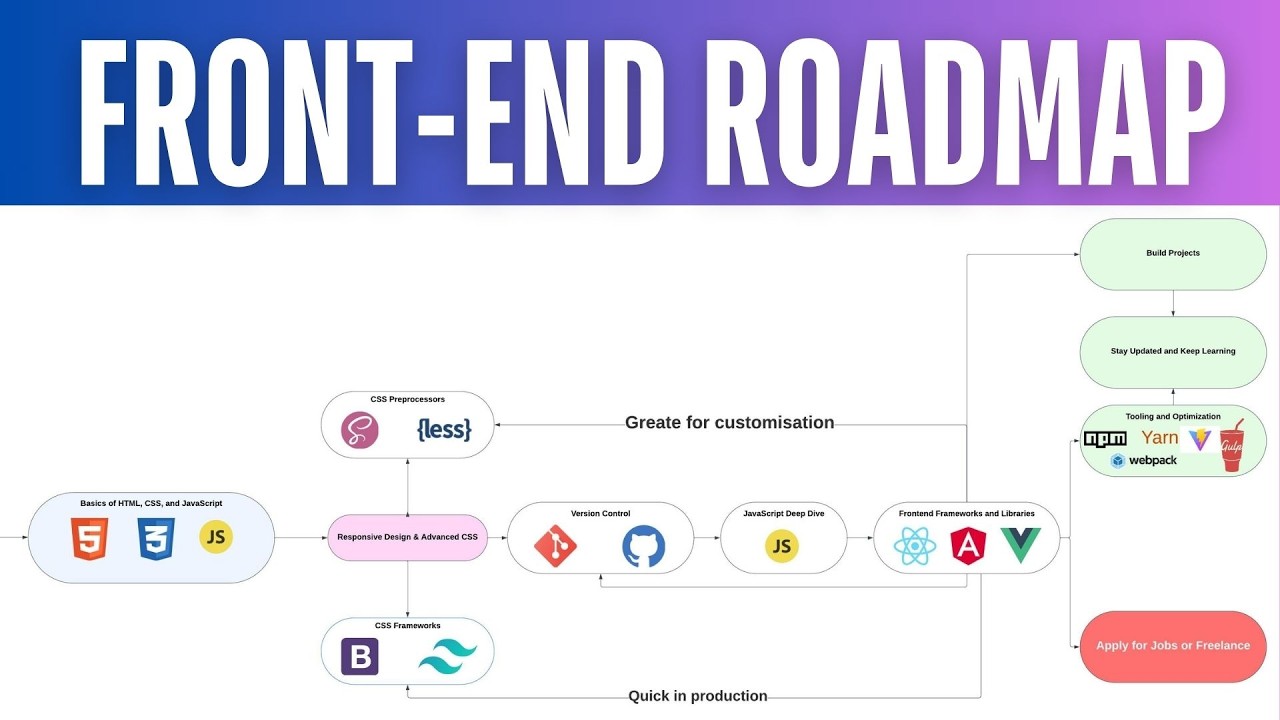 FRONT-END ROADMAP
Build Projects
Stay Updated and Keep Learning
CSS Preprocessors
{less}
Greate for customisation
Tooling and Optimization
npm
Yarn
Gulp
webpack
Basics of HTML, CSS, and JavaScript
5
3
JS
Responsive Design & Advanced CSS
Version Control
JavaScript Deep Dive
JS
Frontend Frameworks and Libraries
A
CSS Frameworks
B
Apply for Jobs or Freelance
Quick in production